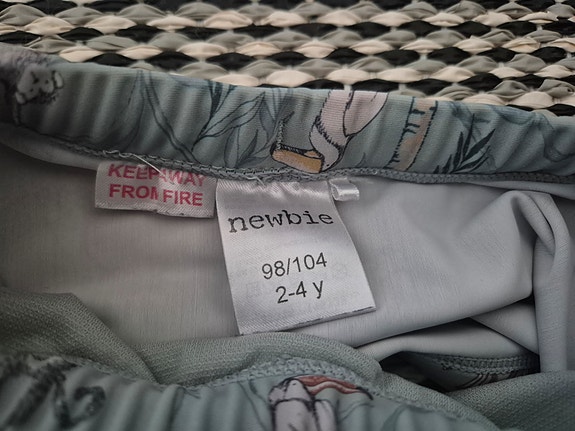 KEEP AWAY
FROM FIRE
newbie
98/104
2-4 y